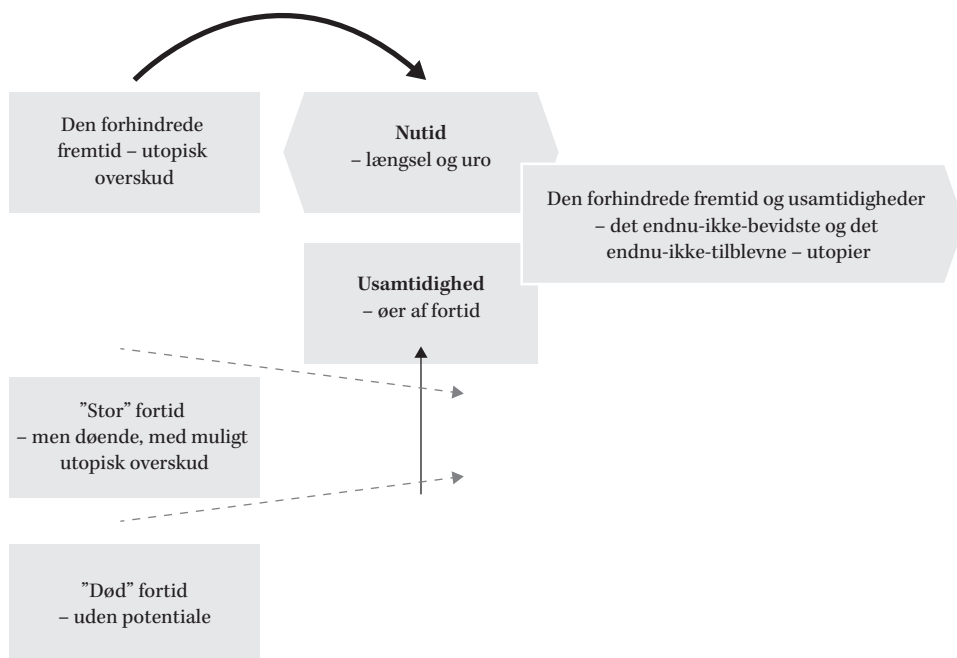 Den forhindrede
fremtid – utopisk
overskud
Nutid
– længsel og uro
Den forhindrede fremtid og usamtidigheder
– det endnu-ikke-bevidste og det
endnu-ikke-tilblevne – utopier
Usamtidighed
– øer af fortid
”Stor” fortid
– men døende, med muligt
utopisk overskud
”Død” fortid
– uden potentiale